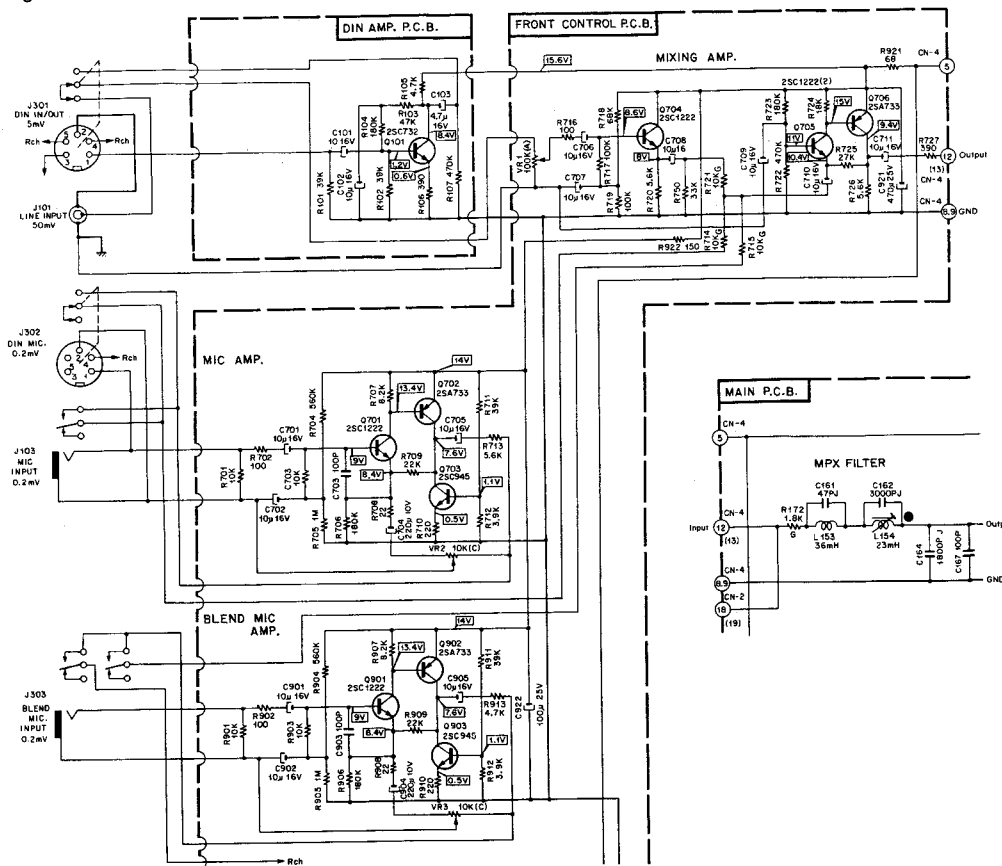 DIN AMP. P.C.B.
FRONT CONTROL P.C.B.
MIXING AMP.
J301
DIN IN/OUT
5mV
Rch
Rch
5
2
4
3
1
J101
LINE INPUT
50mV
R105
4.7K
C103
4.7µ
16V
R103
47K
R104
180K
2SC732
Q101
8.4V
C101
10 16V
1.2V
0.6V
C102
10µ16V
R101 39K
R102 39K
R106 390
R107 470K
15.6V
R921
68
CN-4
5
R716
100
R718
68K
8.6V
Q704
2SC1222
VR1
100K(A)
C706
10µ16V
R717
100K
8V
C708
10µ16
C707
10µ16V
R719
100K
R720 5.6K
R750
33K
R721
10KG
C709
10µ16V
2SC1222(2)
R723
180K
R724
18K
15V
Q706
2SA733
Q705
11V
10.4V
9.4V
R725
27K
470K
R722
C710
10µ16V
R726
5.6K
C711
10µ16V
C921
470µ25V
R727
390
12
Output
(13)
CN-4
CN-4
8.9
GND
R922 150
R714
10KG
R715
10KG
J302
DIN MIC.
0.2mV
Rch
2
4
5
3
1
MIC AMP.
14V
R707
8.2K
13.4V
Q702
2SA733
R704 560K
R711
39K
Q701
2SC1222
C705
10µ16V
7.6V
R713
5.6K
J103
MIC
INPUT
0.2mV
C701
10µ16V
R702
100
R701
10K
C703
10K
C703 100P
9V
8.4V
R709
22K
Q703
2SC945
1.1V
C702
10µ16V
R705 1M
R706
180K
R708
22
C704
220µ 10V
R710
220
0.5V
R712
3.9K
VR2 10K(C)
MAIN P.C.B.
CN-4
5
MPX FILTER
C161
47PJ
C162
3000PJ
CN-4
Input
12
(13)
R172
1.8K
G
L153
36mH
L154
23mH
C164
1800P J
C167 100P
Outp
CN-4
8.9
GND
CN-2
18
(19)
BLEND MIC
AMP.
14V
R907
8.2K
13.4V
Q902
2SA733
R904 560K
R911
39K
Q901
2SC1222
C905
10µ16V
7.6V
R913
4.7K
C922
100µ 25V
J303
BLEND
MIC.
INPUT
0.2mV
C901
10µ 16V
R902
100
R901
10K
R903
10K
C903 100P
9V
8.4V
R909
22K
Q903
2SC945
1.1V
C902
10µ16V
R905 1M
R906
180K
R908
22
C904
220µ 10V
R910
220
0.5V
R912
3.9K
VR3 10K(C)
Rch